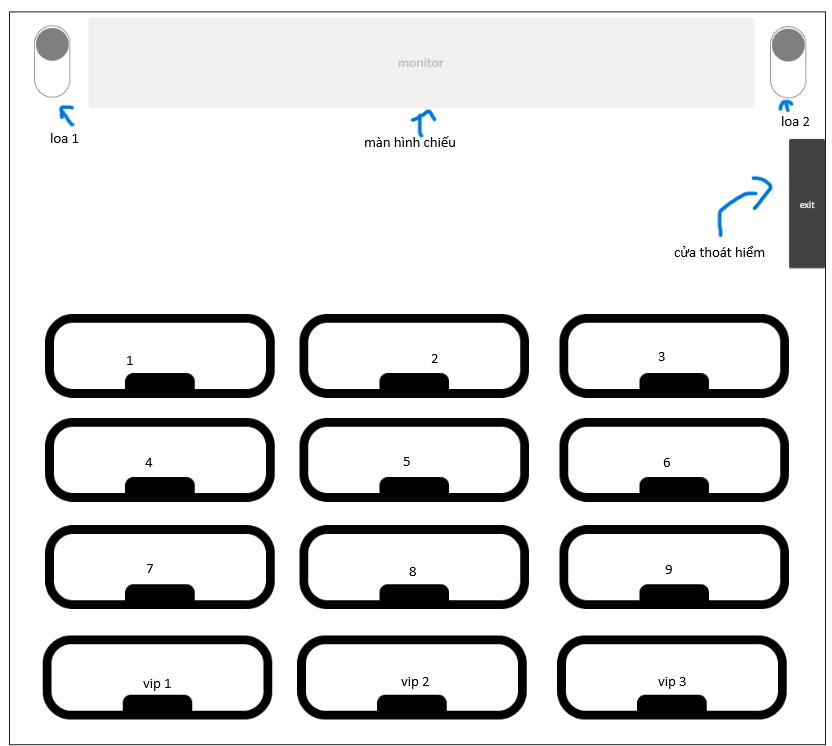 monitor
loa 1
màn hình chiếu
loa 2
exit
cửa thoát hiểm
1
2
3
4
5
6
7
8
9
vip 1
vip 2
vip 3